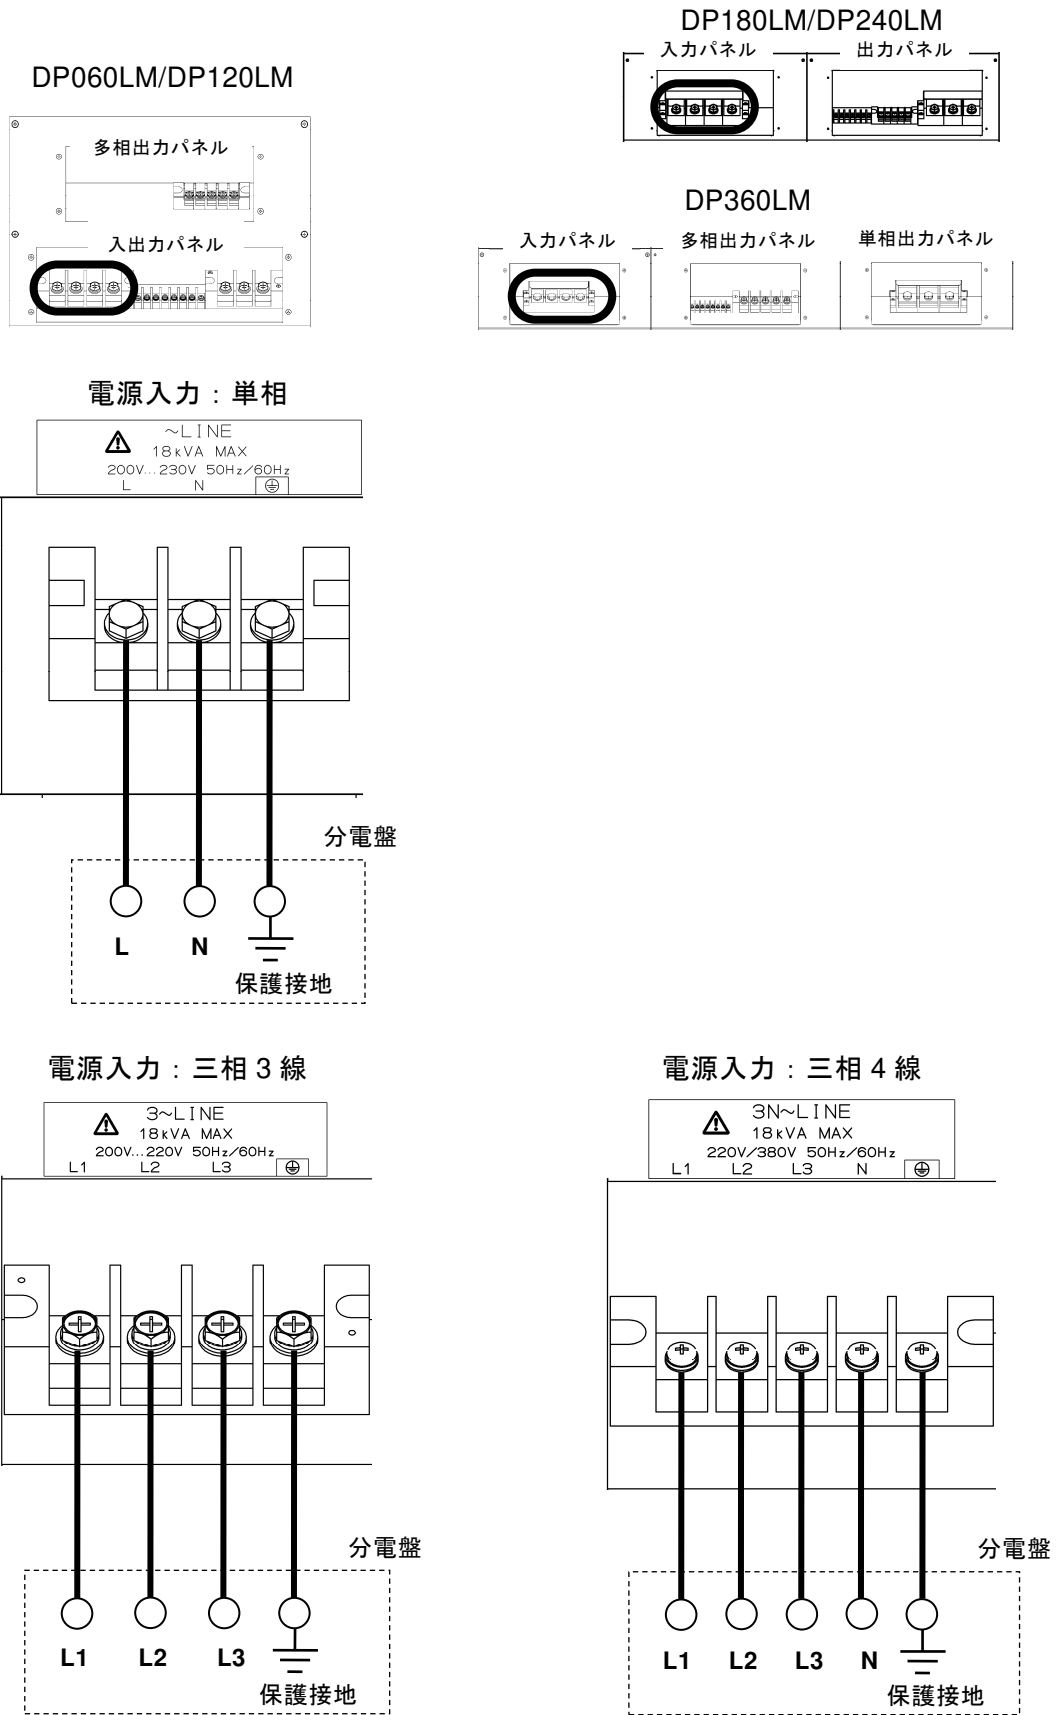 DP180LM/DP240LM
入力パネル 出力パネル
DP060LM/DP120LM
多相出力パネル
入出力パネル
DP360LM
入力パネル 多相出力パネル 単相出力パネル
電源入力：単相
~LINE
18kVA MAX
200V...230V 50Hz/60Hz
L N
分電盤
L N
保護接地
電源入力：三相 3 線
3~LINE
18kVA MAX
200V...220V 50Hz/60Hz
L1 L2 L3
分電盤
L1 L2 L3
保護接地
電源入力：三相 4 線
3N~LINE
18kVA MAX
220V/380V 50Hz/60Hz
L1 L2 L3 N
分電盤
L1 L2 L3 N
保護接地